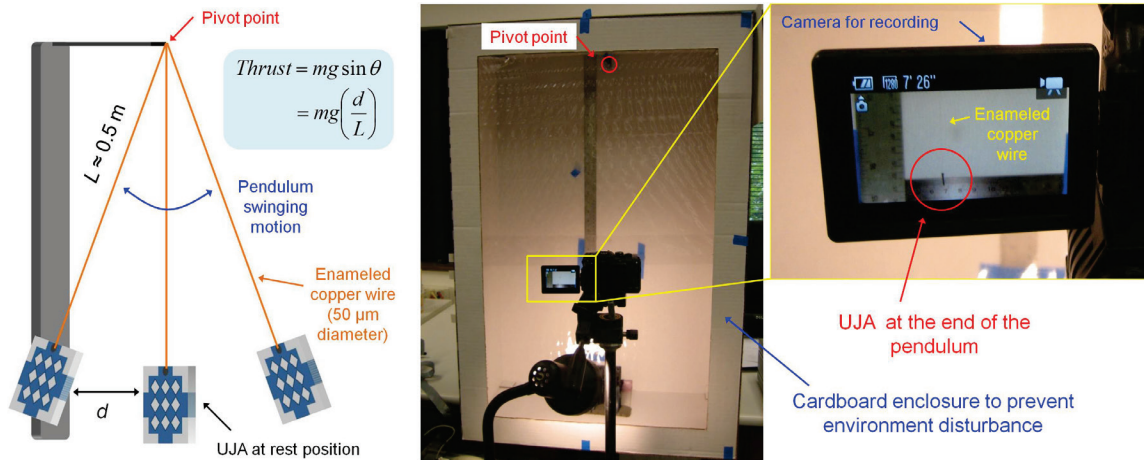 Pivot point
Thrust = mg sin θ
= mg(d/L)
L ≈ 0.5 m
Pendulum
swinging
motion
Enameled
copper wire
(50 µm
diameter)
d
UJA at rest position
Pivot point
Camera for recording
1280 7' 26"
Enameled
copper
wire
UJA at the end of the
pendulum
Cardboard enclosure to prevent
environment disturbance